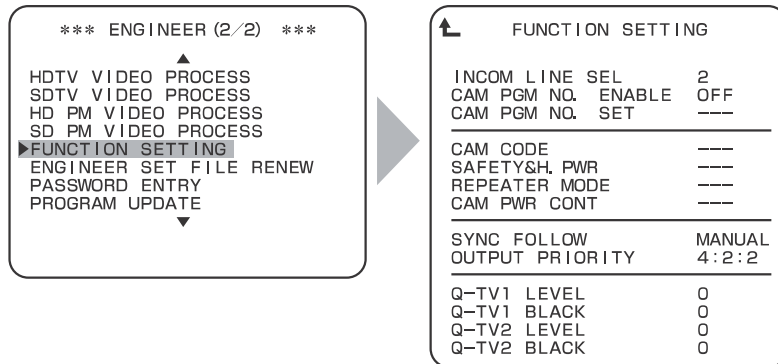 *** ENGINEER (2/2) ***
HDTV VIDEO PROCESS
SDTV VIDEO PROCESS
HD PM VIDEO PROCESS
SD PM VIDEO PROCESS
FUNCTION SETTING
ENGINEER SET FILE RENEW
PASSWORD ENTRY
PROGRAM UPDATE
FUNCTION SETTING
INCOM LINE SEL 2
CAM PGM NO. ENABLE OFF
CAM PGM NO. SET ---
CAM CODE ---
SAFETY&H. PWR ---
REPEATER MODE ---
CAM PWR CONT ---
SYNC FOLLOW MANUAL
OUTPUT PRIORITY 4:2:2
Q-TV1 LEVEL 0
Q-TV1 BLACK 0
Q-TV2 LEVEL 0
Q-TV2 BLACK 0